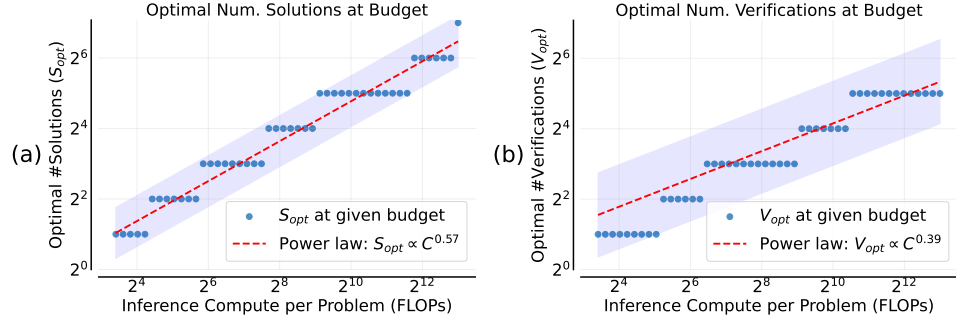 Optimal Num. Solutions at Budget
(a)
Optimal #Solutions (S_opt)
2^6
2^4
2^2
2^0
S_opt at given budget
Power law: S_opt ∝ C^0.57
2^4 2^6 2^8 2^10 2^12
Inference Compute per Problem (FLOPs)
Optimal Num. Verifications at Budget
(b)
Optimal #Verifications (V_opt)
2^6
2^4
2^2
2^0
V_opt at given budget
Power law: V_opt ∝ C^0.39
2^4 2^6 2^8 2^10 2^12
Inference Compute per Problem (FLOPs)